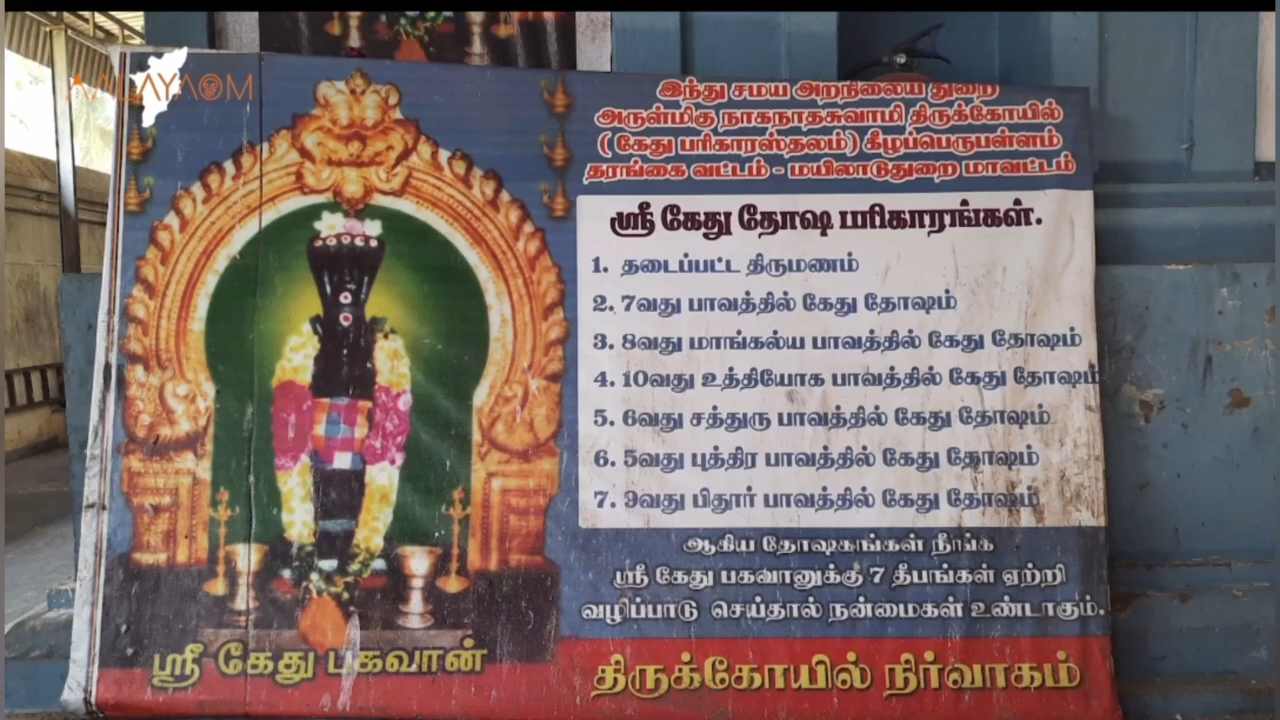 AALAYAOM
இந்து சமய அறநிலைய துறை
அருள்மிகு நாகநாதசுவாமி திருக்கோயில்
( கேது பரிகாரஸ்தலம்) கீழப்பெருபள்ளம்
தரங்கை வட்டம் - மயிலாடுதுறை மாவட்டம்
ஸ்ரீ கேது தோஷ பரிகாரங்கள்.
1. தடைப்பட்ட திருமணம்
2. 7வது பாவத்தில் கேது தோஷம்
3. 8வது மாங்கல்ய பாவத்தில் கேது தோஷம்
4. 10வது உத்தியோக பாவத்தில் கேது தோஷம்
5. 6வது சத்துரு பாவத்தில் கேது தோஷம்
6. 5வது புத்திர பாவத்தில் கேது தோஷம்
7. 9வது பிதுர் பாவத்தில் கேது தோஷம்
ஆகிய தோஷகங்கள் நீங்க
ஸ்ரீ கேது பகவானுக்கு 7 தீபங்கள் ஏற்றி
வழிப்பாடு செய்தால் நன்மைகள் உண்டாகும்.
ஸ்ரீ கேது பகவான்
திருக்கோயில் நிர்வாகம்